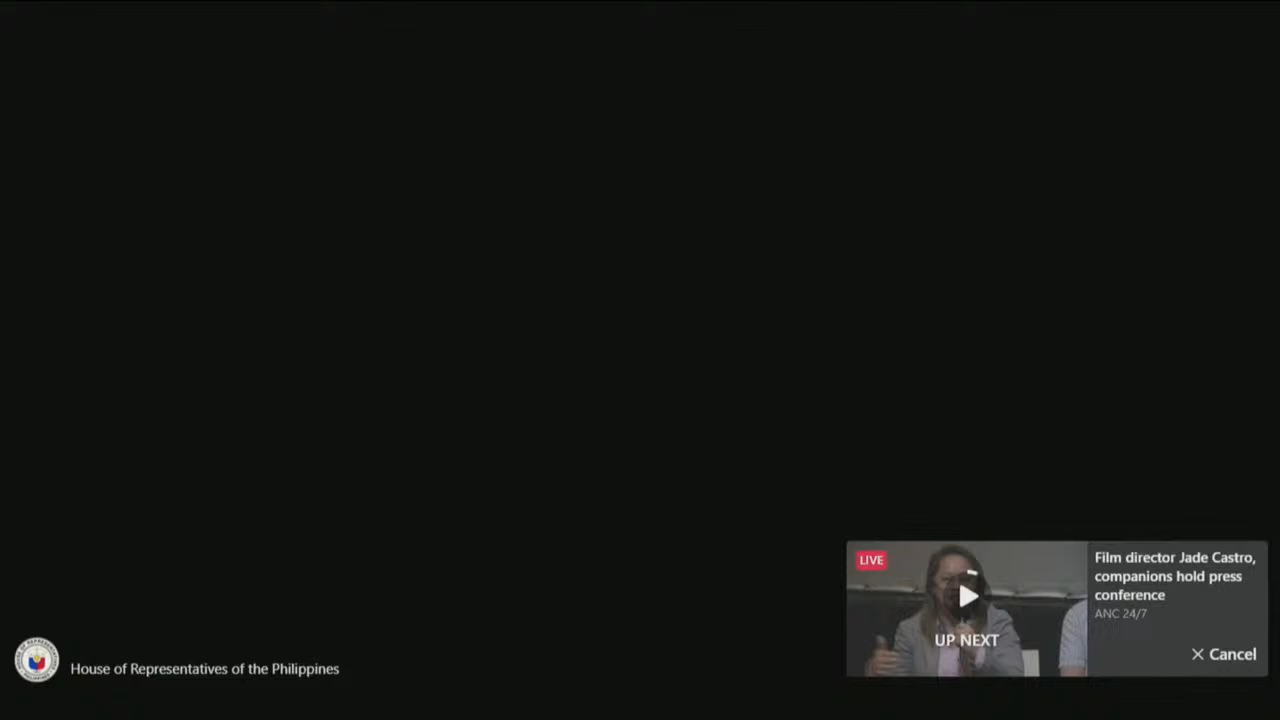 LIVE
UP NEXT
Film director Jade Castro,
companions hold press
conference
ANC 24/7
Cancel
House of Representatives of the Philippines